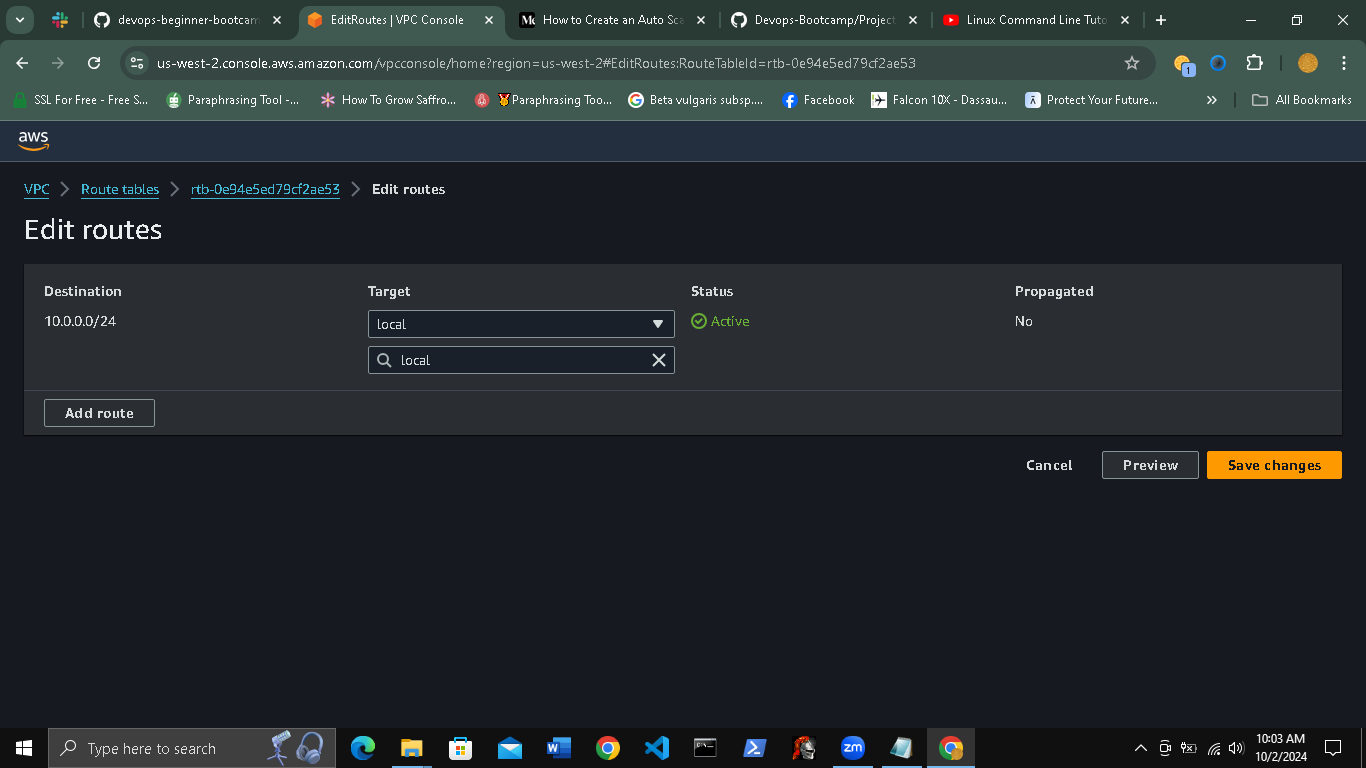 devops-beginner-bootcam
EditRoutes | VPC Console
How to Create an Auto Sca
Devops-Bootcamp/Project
Linux Command Line Tuto
us-west-2.console.aws.amazon.com/vpcconsole/home?region=us-west-2#EditRoutes:RouteTableId=rtb-0e94e5ed79cf2ae53
1
SSL For Free - Free S...
Paraphrasing Tool -...
How To Grow Saffro...
Paraphrasing Too...
Beta vulgaris subsp....
Facebook
Falcon 10X - Dassau...
Protect Your Future...
All Bookmarks
aws
VPC
Route tables
rtb-0e94e5ed79cf2ae53
Edit routes
Edit routes
Destination
Target
Status
Propagated
10.0.0.0/24
local
Active
No
local
Add route
Cancel
Preview
Save changes
Type here to search
zm
10:03 AM
10/2/2024